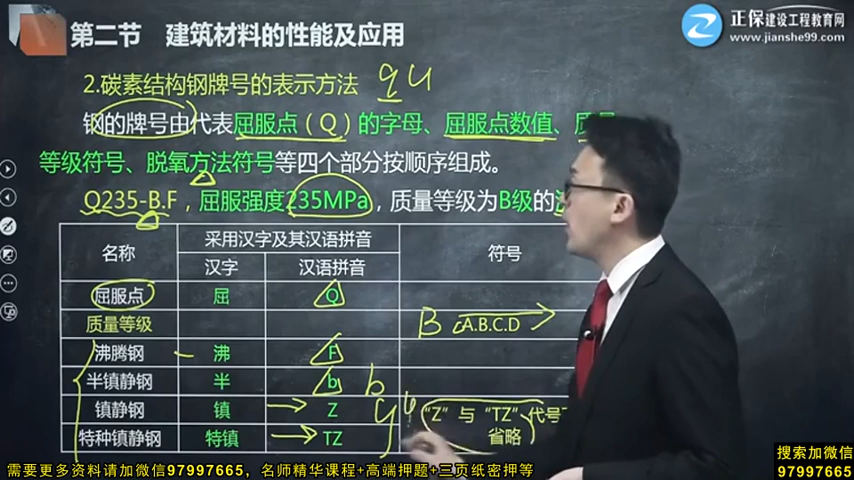 第二节 建筑材料的性能及应用
正保建设工程教育网
www.jianshe99.com
2.碳素结构钢牌号的表示方法
钢的牌号由代表屈服点（Q）的字母、屈服点数值、质
等级符号、脱氧方法符号等四个部分按顺序组成。
Q235-B.F，屈服强度235MPa，质量等级为B级的
名称 采用汉字及其汉语拼音 符号
汉字 汉语拼音
屈服点 屈 Q
质量等级 B A.B.C.D
沸腾钢 沸 F
半镇静钢 半 b b
镇静钢 镇 Z "Z"与"TZ"代号
特种镇静钢 特镇 TZ 省略
搜索加微信
97997665
需要更多资料请加微信97997665，名师精华课程+高端押题+三页纸密押等